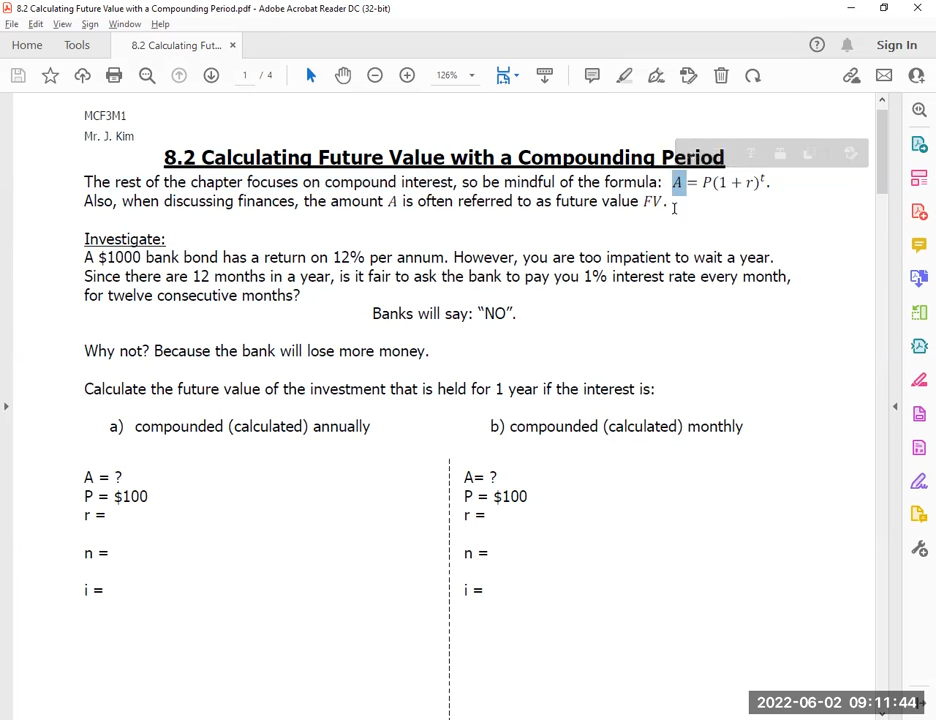 8.2 Calculating Future Value with a Compounding Period.pdf - Adobe Acrobat Reader DC (32-bit)
File Edit View Sign Window Help
Home Tools 8.2 Calculating Fut... × Sign In
1 / 4 126%
MCF3M1
Mr. J. Kim
8.2 Calculating Future Value with a Compounding Period
The rest of the chapter focuses on compound interest, so be mindful of the formula: A = P(1 + r)^t.
Also, when discussing finances, the amount A is often referred to as future value FV.
Investigate:
A $1000 bank bond has a return on 12% per annum. However, you are too impatient to wait a year.
Since there are 12 months in a year, is it fair to ask the bank to pay you 1% interest rate every month,
for twelve consecutive months?
Banks will say: “NO”.
Why not? Because the bank will lose more money.
Calculate the future value of the investment that is held for 1 year if the interest is:
a) compounded (calculated) annually
b) compounded (calculated) monthly
A = ?
P = $100
r =
n =
i =
A= ?
P = $100
r =
n =
i =
2022-06-02 09:11:44